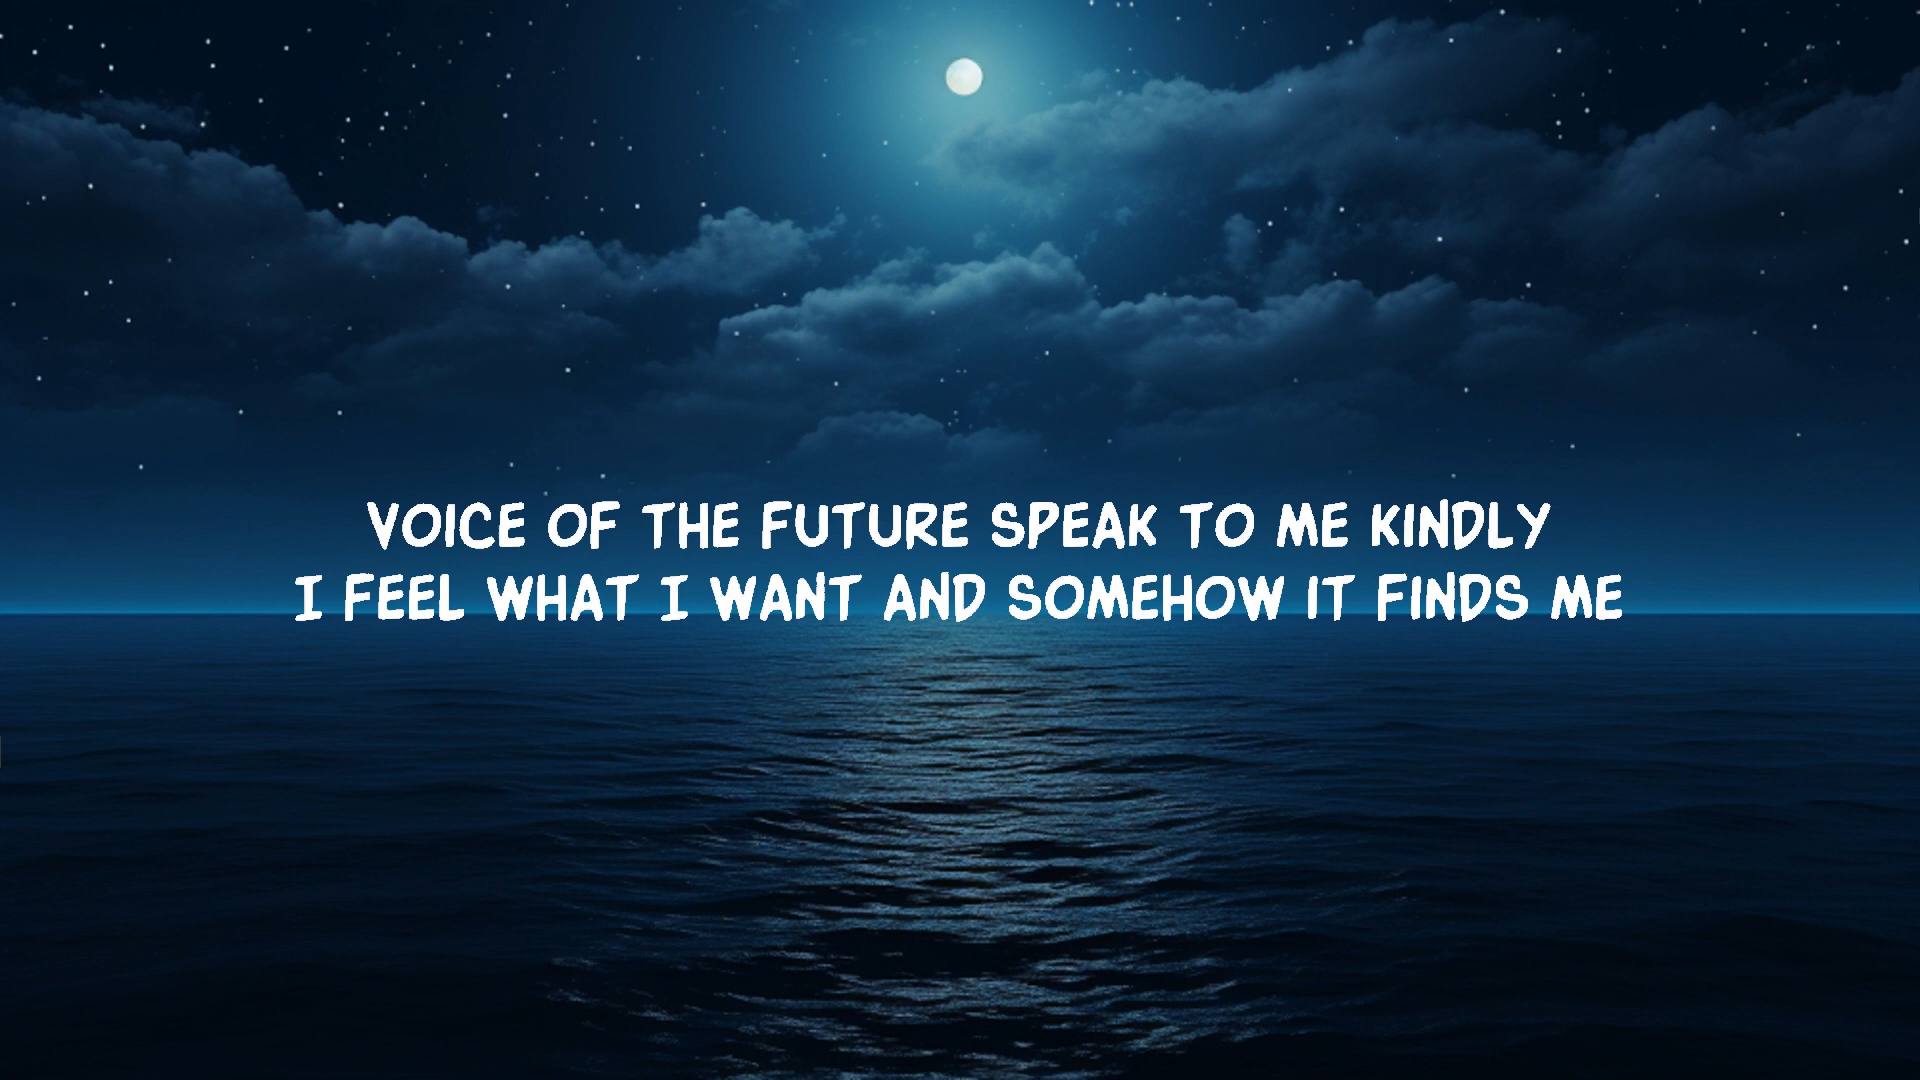 VOICE OF THE FUTURE SPEAK TO ME KINDLY
I FEEL WHAT I WANT AND SOMEHOW IT FINDS ME